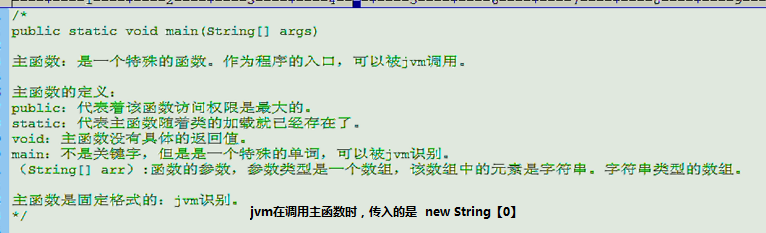 /*
public static void main(String[] args)
主函数：是一个特殊的函数。作为程序的入口，可以被jvm调用。
主函数的定义：
public：代表着该函数访问权限是最大的。
static：代表主函数随着类的加载就已经存在了。
void：主函数没有具体的返回值。
main：不是关键字，但是是一个特殊的单词，可以被jvm识别。
（String[] arr）:函数的参数，参数类型是一个数组，该数组中的元素是字符串。字符串类型的数组。
主函数是固定格式的：jvm识别。
jvm在调用主函数时，传入的是 new String【0】
*/